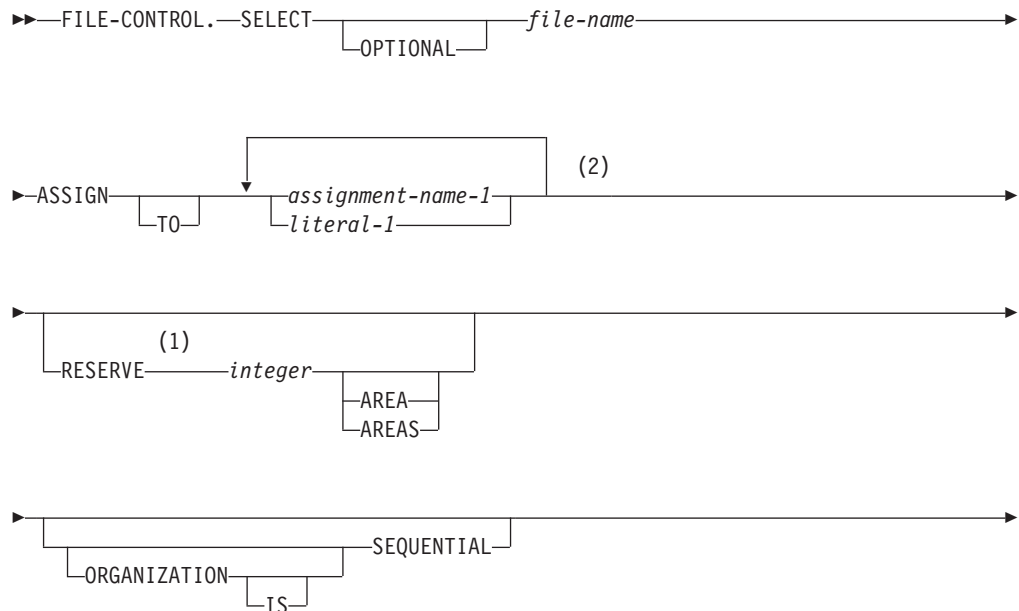 FILE-CONTROL. SELECT file-name
OPTIONAL
(2)
ASSIGN assignment-name-1
TO literal-1
(1)
RESERVE integer
AREA
AREAS
SEQUENTIAL
ORGANIZATION
IS